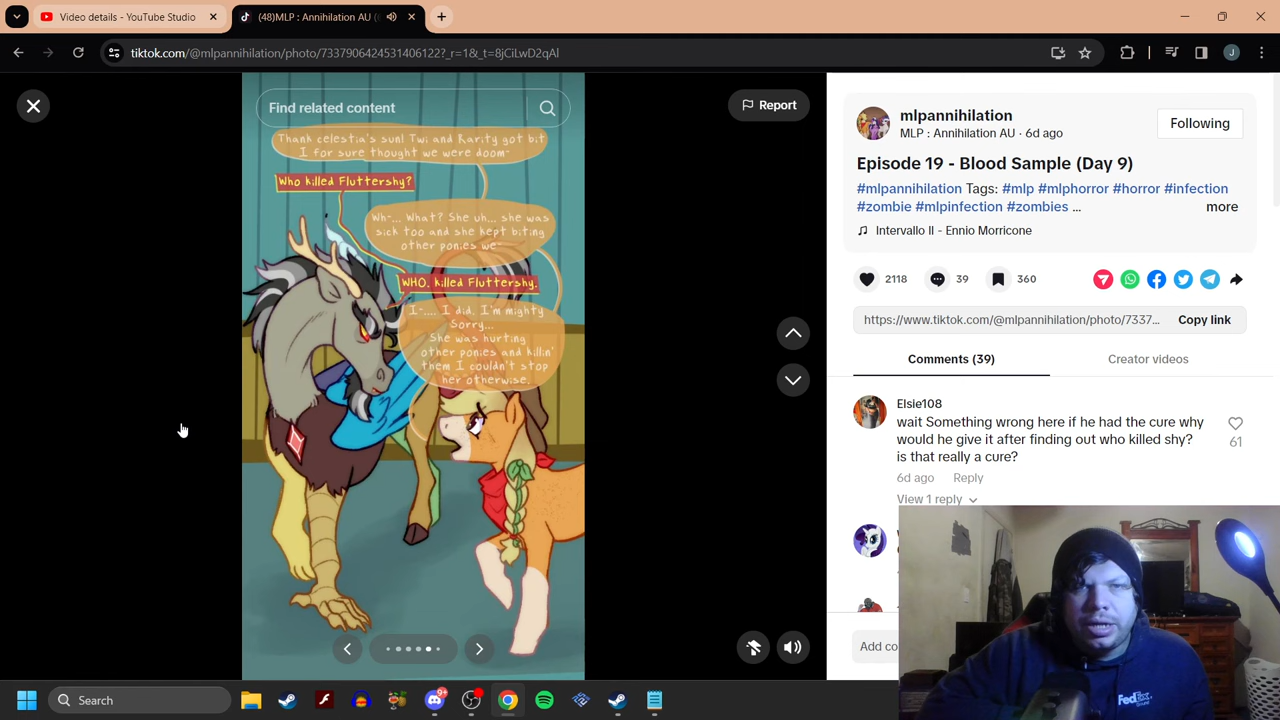 Video details - YouTube Studio
(48)MLP : Annihilation AU (
tiktok.com/@mlpannihilation/photo/7337906424531406122?_r=1&_t=8jCiLwD2qAl
J
Find related content
Report
Thank celestia's sun! Twi and Rarity got bit
I for sure thought we were doom-
Who killed Fluttershy?
Wh-... What? She uh... she was
sick too and she kept biting
other ponies we-
WHO. killed Fluttershy.
I-.... I did. I'm mighty
Sorry...
She was hurting
other ponies and killin'
them I couldn't stop
her otherwise.
mlpannihilation
MLP : Annihilation AU · 6d ago
Following
Episode 19 - Blood Sample (Day 9)
#mlpannihilation Tags: #mlp #mlphorror #horror #infection
#zombie #mlpinfection #zombies ...
more
Intervallo II - Ennio Morricone
2118
39
360
https://www.tiktok.com/@mlpannihilation/photo/7337...
Copy link
Comments (39)
Creator videos
Elsie108
wait Something wrong here if he had the cure why
would he give it after finding out who killed shy?
is that really a cure?
61
6d ago
Reply
View 1 reply
Add co
FedEx
Search
9+